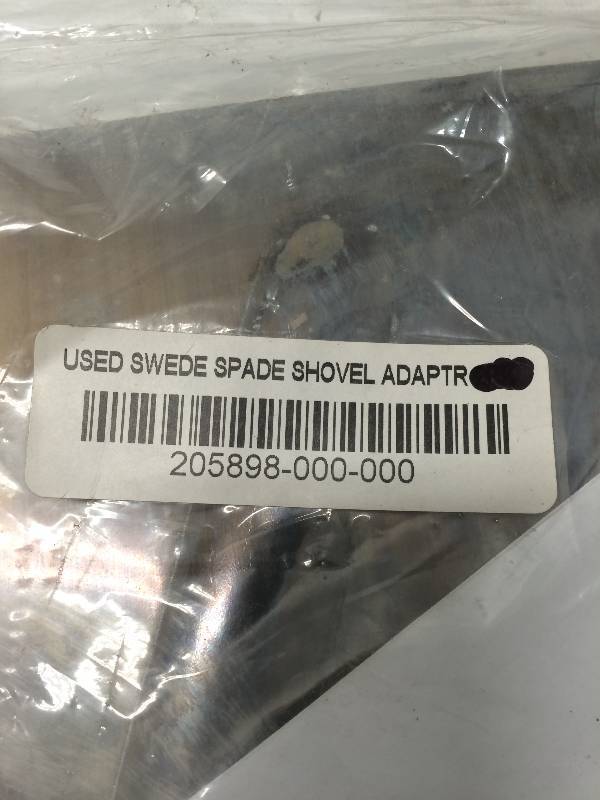 USED SWEDE SPADE SHOVEL ADAPTR
205898-000-000